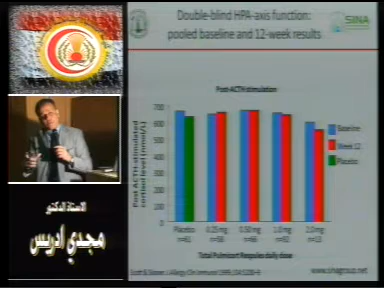 Double-blind HPA-axis function:
pooled baseline and 12-week results
SINA
Post-ACTH stimulation
Post ACTH-stimulated
cortisol level (nmol/L)
700
600
500
400
300
200
100
0
Baseline
Week 12
Placebo
Placebo
0.25 mg
0.50 mg
1.0 mg
2.0 mg
Total Pulmicort Respules daily dose
www.sinagroup.net
الاستاذ الدكتور
مجدي ادريس